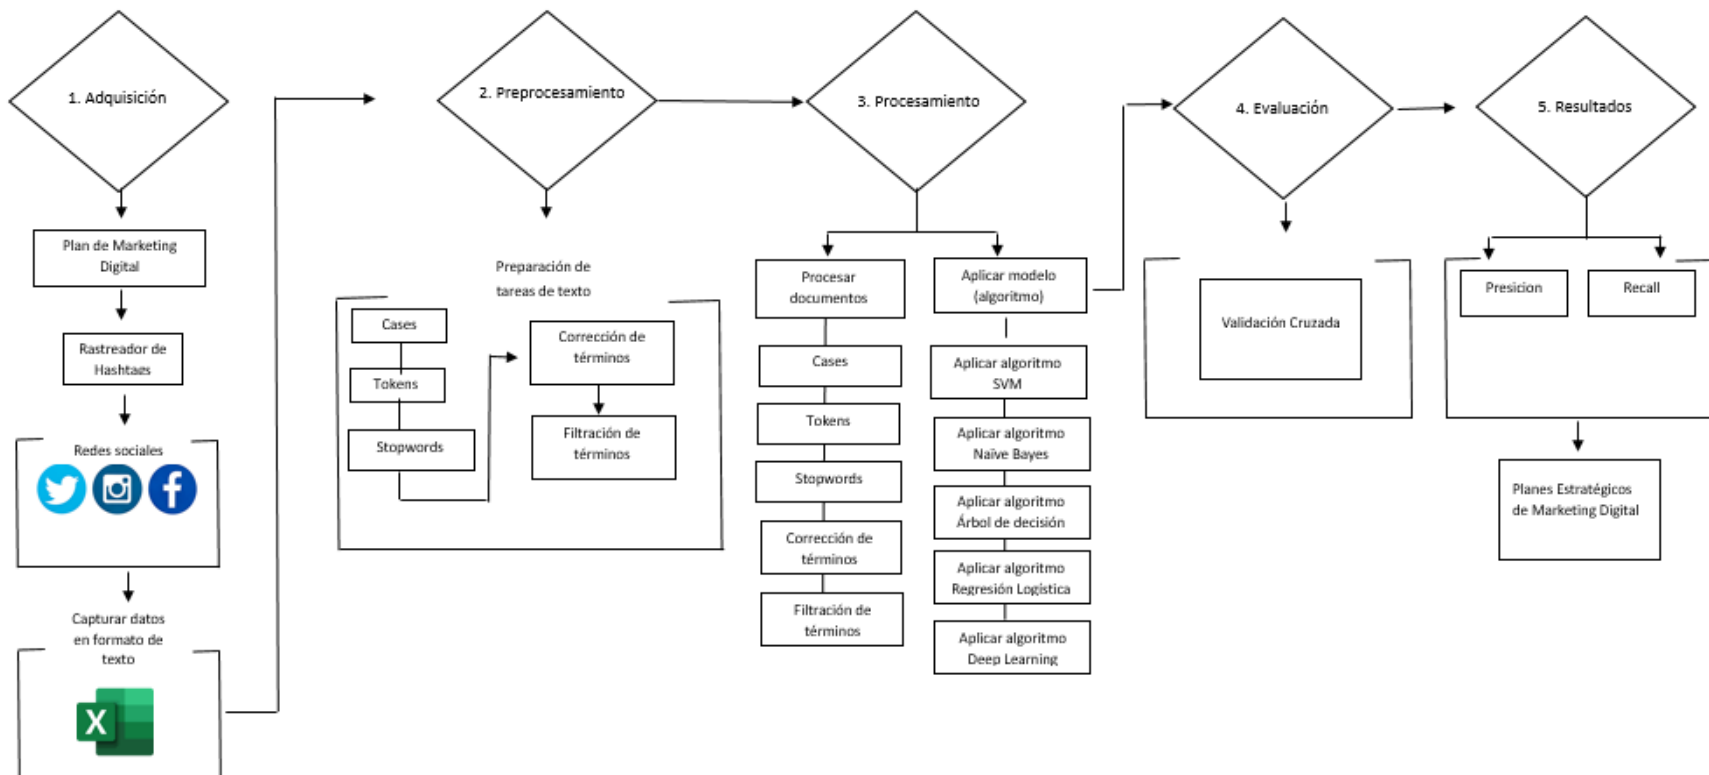 1. Adquisición
Plan de Marketing
Digital
Rastreador de
Hashtags
Redes sociales
Capturar datos
en formato de
texto
X
2. Preprocesamiento
Preparación de
tareas de texto
Cases
Tokens
Stopwords
Corrección de
términos
Filtración de
términos
3. Procesamiento
Procesar
documentos
Cases
Tokens
Stopwords
Corrección de
términos
Filtración de
términos
Aplicar modelo
(algoritmo)
Aplicar algoritmo
SVM
Aplicar algoritmo
Naïve Bayes
Aplicar algoritmo
Árbol de decisión
Aplicar algoritmo
Regresión Logística
Aplicar algoritmo
Deep Learning
4. Evaluación
Validación Cruzada
5. Resultados
Presicion
Recall
Planes Estratégicos
de Marketing Digital